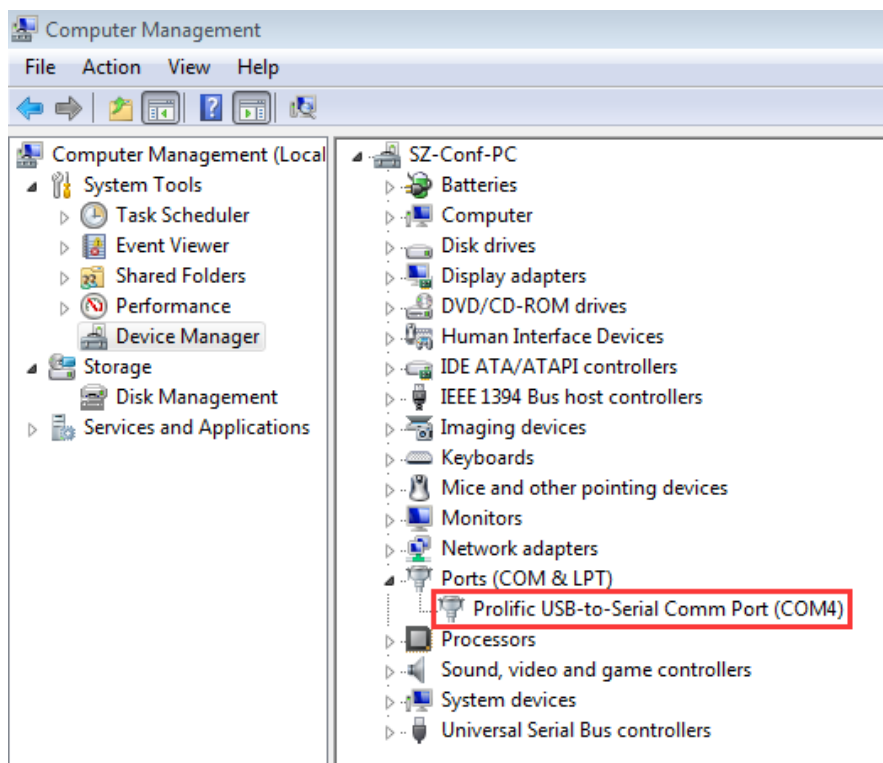 Computer Management
File Action View Help
Computer Management (Local
System Tools
Task Scheduler
Event Viewer
Shared Folders
Performance
Device Manager
Storage
Disk Management
Services and Applications
SZ-Conf-PC
Batteries
Computer
Disk drives
Display adapters
DVD/CD-ROM drives
Human Interface Devices
IDE ATA/ATAPI controllers
IEEE 1394 Bus host controllers
Imaging devices
Keyboards
Mice and other pointing devices
Monitors
Network adapters
Ports (COM & LPT)
Prolific USB-to-Serial Comm Port (COM4)
Processors
Sound, video and game controllers
System devices
Universal Serial Bus controllers